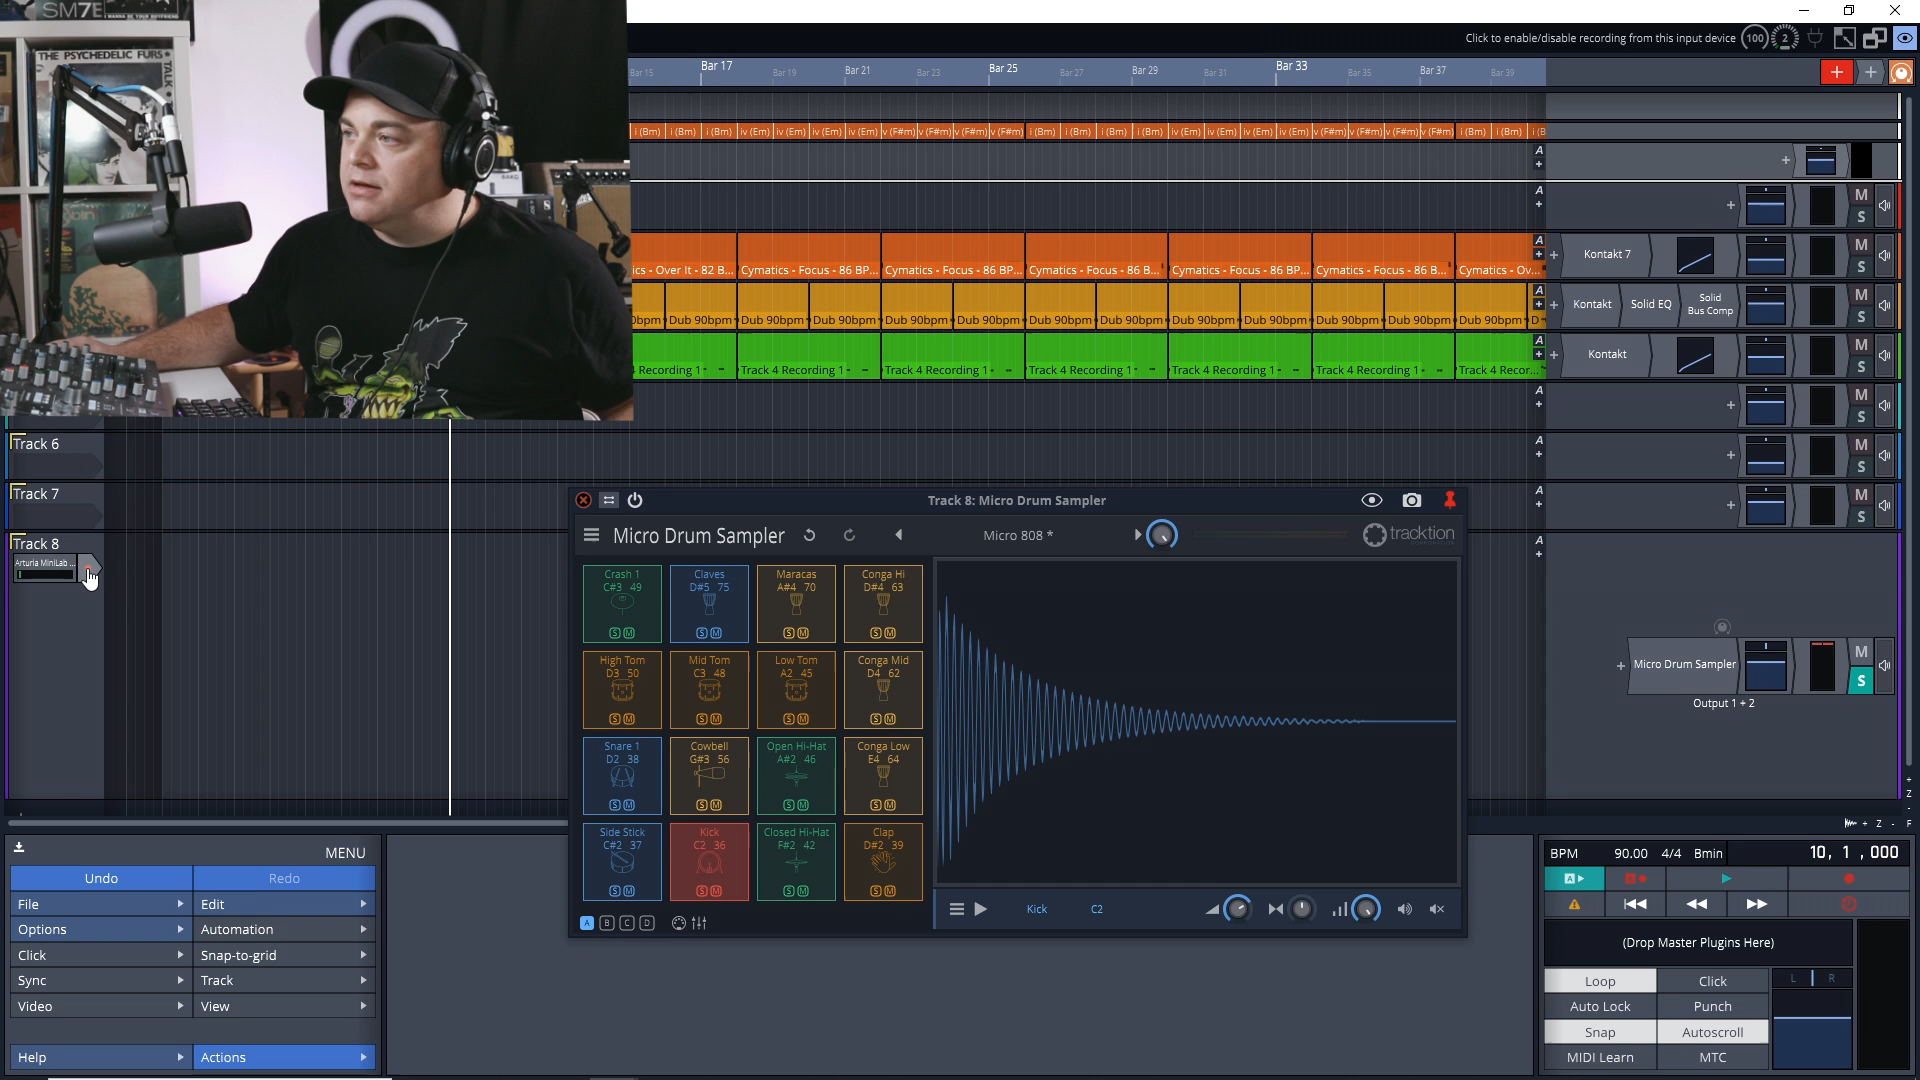 SM7E
THE PSYCHEDELIC FURS
TALK
Click to enable/disable recording from this input device
100
2
Bar 15
Bar 17
Bar 19
Bar 21
Bar 23
Bar 25
Bar 27
Bar 29
Bar 31
Bar 33
Bar 35
Bar 37
Bar 39
i (Bm) i (Bm) i (Bm) iv (Em) iv (Em) iv (Em) iv (Em) v (F#m) v (F#m) v (F#m) v (F#m) i (Bm) i (Bm) i (Bm) i (Bm) iv (Em) iv (Em) iv (Em) iv (Em) v (F#m) v (F#m) v (F#m) v (F#m) i (Bm) i (Bm) i (B
A
A
M
S
ics - Over It - 82 B...
Cymatics - Focus - 86 BP...
Cymatics - Focus - 86 BP...
Cymatics - Focus - 86 B...
Cymatics - Focus - 86 BP...
Cymatics - Focus - 86 B...
Cymatics - Ov...
A
Kontakt 7
M
S
0bpm
Dub 90bpm
Dub 90bpm
Dub 90bpm
Dub 90bpm
Dub 90bpm
Dub 90bpm
Dub 90bpm
Dub 90bpm
Dub 90bpm
Dub 90bpm
Dub 90bpm
Dub 90bpm
D
A
Kontakt
Solid EQ
Solid Bus Comp
M
S
4 Recording 1
Track 4 Recording 1
Track 4 Recording 1
Track 4 Recording 1
Track 4 Recording 1
Track 4 Recording 1
Track 4 Recor...
A
Kontakt
M
S
A
M
S
Track 6
A
M
S
Track 7
A
M
S
Track 8
Arturia MiniLab ...
A
Micro Drum Sampler
M
S
Output 1 + 2
Track 8: Micro Drum Sampler
Micro Drum Sampler
Micro 808 *
tracktion
Crash 1
C#3 49
S M
Claves
D#5 75
S M
Maracas
A#4 70
S M
Conga Hi
D#4 63
S M
High Tom
D3 50
S M
Mid Tom
C3 48
S M
Low Tom
A2 45
S M
Conga Mid
D4 62
S M
Snare 1
D2 38
S M
Cowbell
G#3 56
S M
Open Hi-Hat
A#2 46
S M
Conga Low
E4 64
S M
Side Stick
C#2 37
S M
Kick
C2 36
S M
Closed Hi-Hat
F#2 42
S M
Clap
D#2 39
S M
A B C D
Kick
C2
Z
Z
F
MENU
Undo
Redo
File
Edit
Options
Automation
Click
Snap-to-grid
Sync
Track
Video
View
Help
Actions
BPM 90.00 4/4 Bmin 10, 1 , 000
A
A
(Drop Master Plugins Here)
Loop
Click
L R
Auto Lock
Punch
Snap
Autoscroll
MIDI Learn
MTC